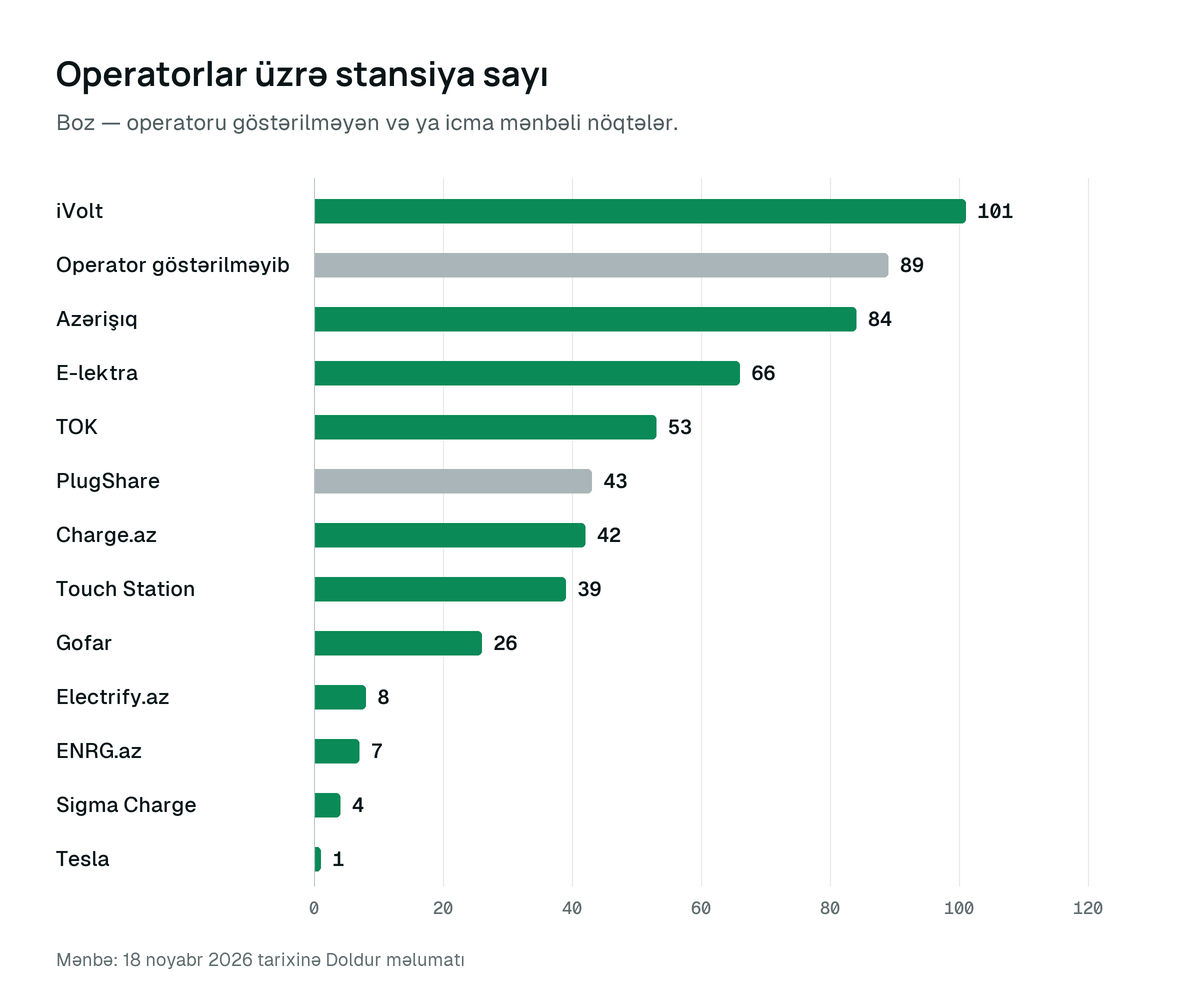 Operatorlar üzrə stansiya sayı
Boz — operatoru göstərilməyən və ya icma mənbəli nöqtələr.
iVolt 101
Operator göstərilməyib 89
Azərişıq 84
E-lektra 66
TOK 53
PlugShare 43
Charge.az 42
Touch Station 39
Gofar 26
Electrify.az 8
ENRG.az 7
Sigma Charge 4
Tesla 1
0 20 40 60 80 100 120
Mənbə: 18 noyabr 2026 tarixinə Doldur məlumatı